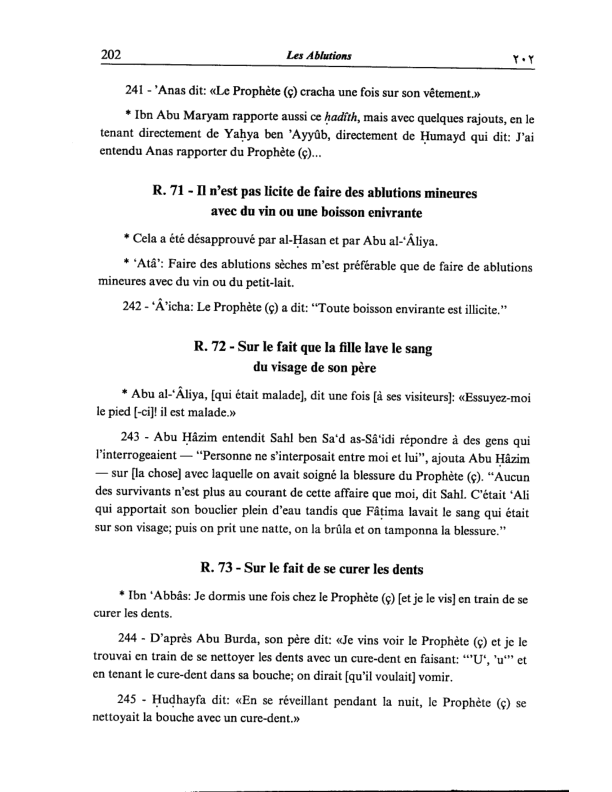 202 Les Ablutions ٢٠٢
241 - ’Anas dit: «Le Prophète (ç) cracha une fois sur son vêtement.»
* Ibn Abu Maryam rapporte aussi ce ḥadîth, mais avec quelques rajouts, en le
tenant directement de Yaḥya ben ’Ayyûb, directement de Ḥumayd qui dit: J'ai
entendu Anas rapporter du Prophète (ç)...
R. 71 - Il n’est pas licite de faire des ablutions mineures
avec du vin ou une boisson enivrante
* Cela a été désapprouvé par al-Ḥasan et par Abu al-‘Âliya.
* ‘Atâ’: Faire des ablutions sèches m’est préférable que de faire de ablutions
mineures avec du vin ou du petit-lait.
242 - ‘Â’icha: Le Prophète (ç) a dit: “Toute boisson envirante est illicite.”
R. 72 - Sur le fait que la fille lave le sang
du visage de son père
* Abu al-‘Âliya, [qui était malade], dit une fois [à ses visiteurs]: «Essuyez-moi
le pied [-ci]! il est malade.»
243 - Abu Ḥâzim entendit Sahl ben Sa‘d as-Sâ‘idi répondre à des gens qui
l’interrogeaient — “Personne ne s’interposait entre moi et lui”, ajouta Abu Ḥâzim
— sur [la chose] avec laquelle on avait soigné la blessure du Prophète (ç). “Aucun
des survivants n’est plus au courant de cette affaire que moi, dit Sahl. C’était ‘Ali
qui apportait son bouclier plein d’eau tandis que Fâṭima lavait le sang qui était
sur son visage; puis on prit une natte, on la brûla et on tamponna la blessure.”
R. 73 - Sur le fait de se curer les dents
* Ibn ‘Abbâs: Je dormis une fois chez le Prophète (ç) [et je le vis] en train de se
curer les dents.
244 - D’après Abu Burda, son père dit: «Je vins voir le Prophète (ç) et je le
trouvai en train de se nettoyer les dents avec un cure-dent en faisant: “’U‘, ’u‘” et
en tenant le cure-dent dans sa bouche; on dirait [qu’il voulait] vomir.
245 - Ḥuḏhayfa dit: «En se réveillant pendant la nuit, le Prophète (ç) se
nettoyait la bouche avec un cure-dent.»